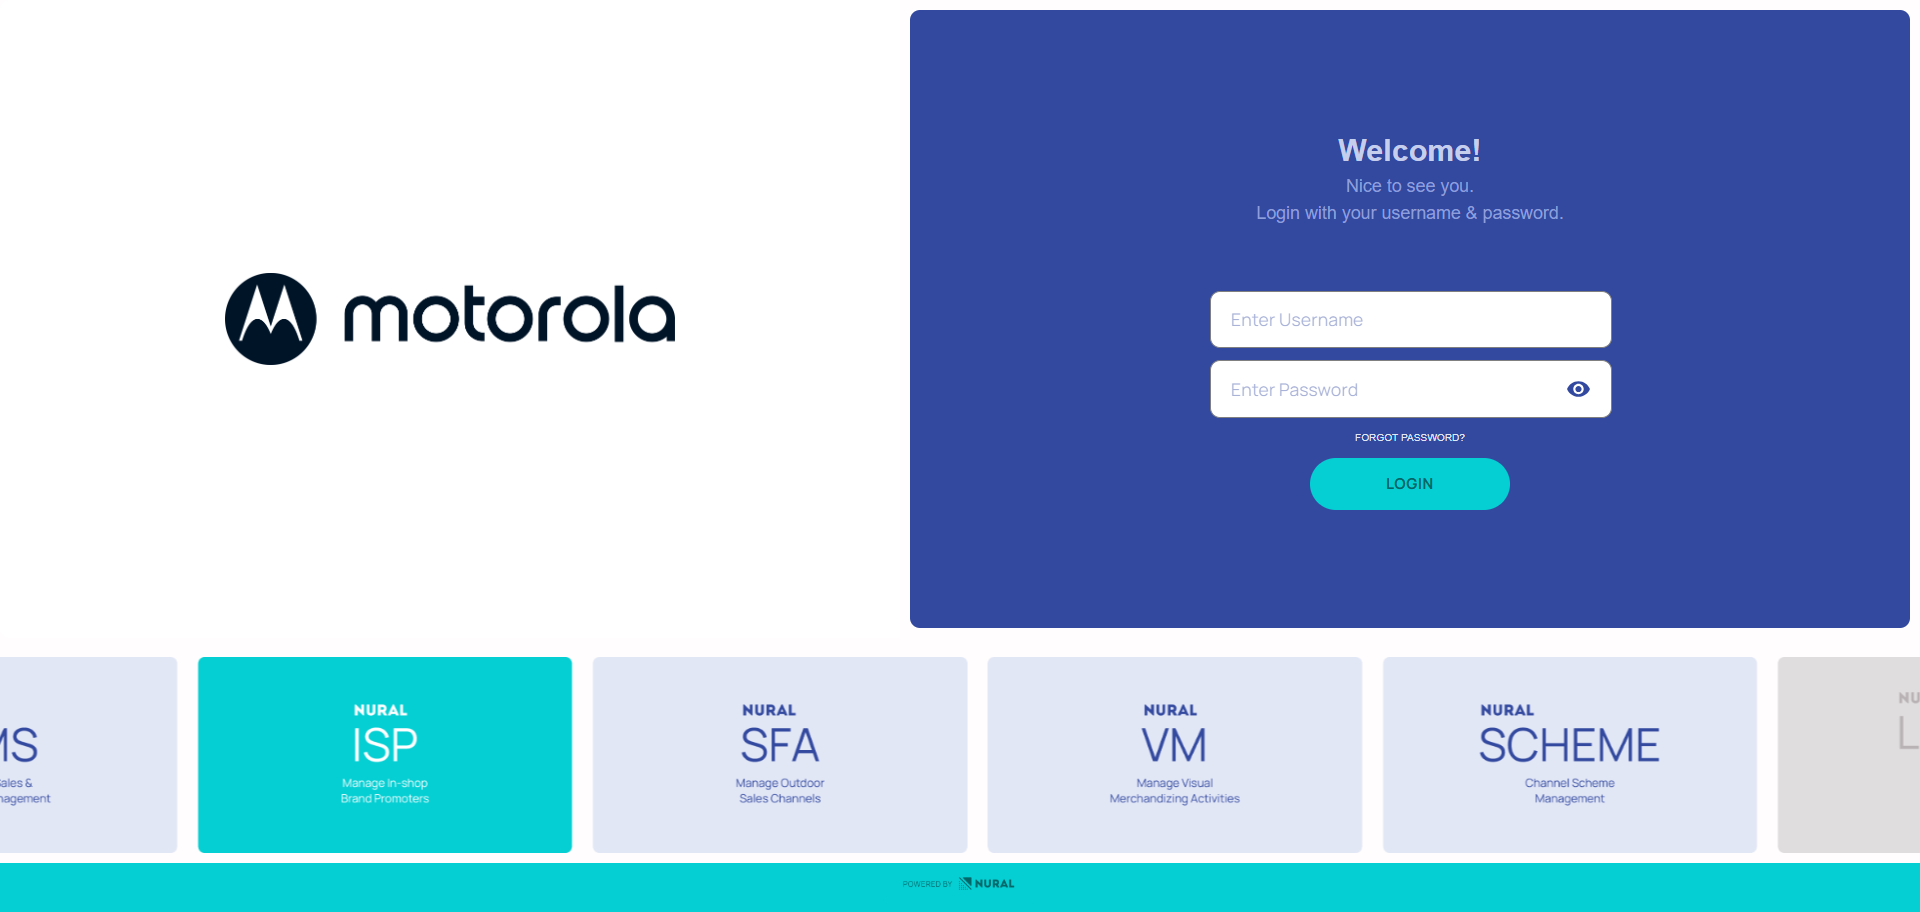 motorola
Welcome!
Nice to see you.
Login with your username & password.
Enter Username
Enter Password
FORGOT PASSWORD?
LOGIN
MS
ales &
nagement
NURAL
ISP
Manage In-shop
Brand Promoters
NURAL
SFA
Manage Outdoor
Sales Channels
NURAL
VM
Manage Visual
Merchandizing Activities
NURAL
SCHEME
Channel Scheme
Management
NU
L
POWERED BY NURAL